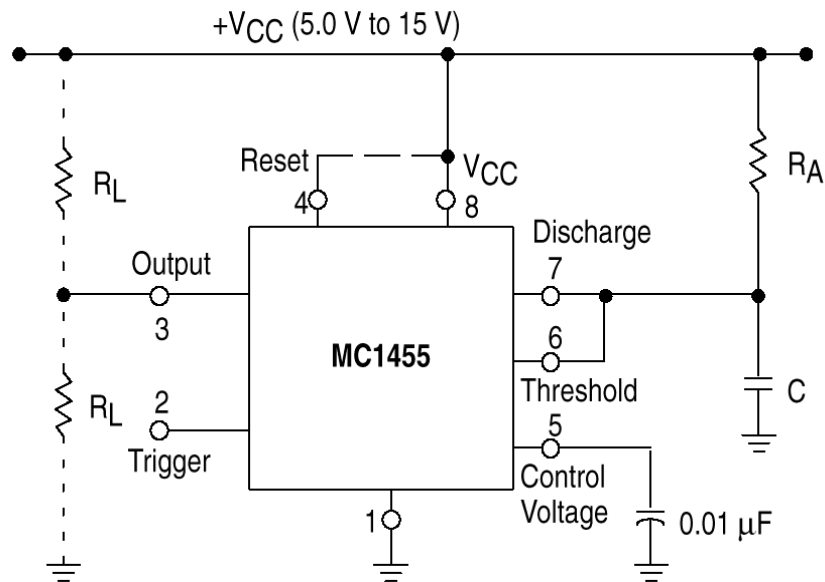 +VCC (5.0 V to 15 V)
Reset
VCC
4
8
RL
RA
Discharge
7
Output
3
MC1455
6
Threshold
RL
2
Trigger
C
5
Control
Voltage
1
0.01 µF